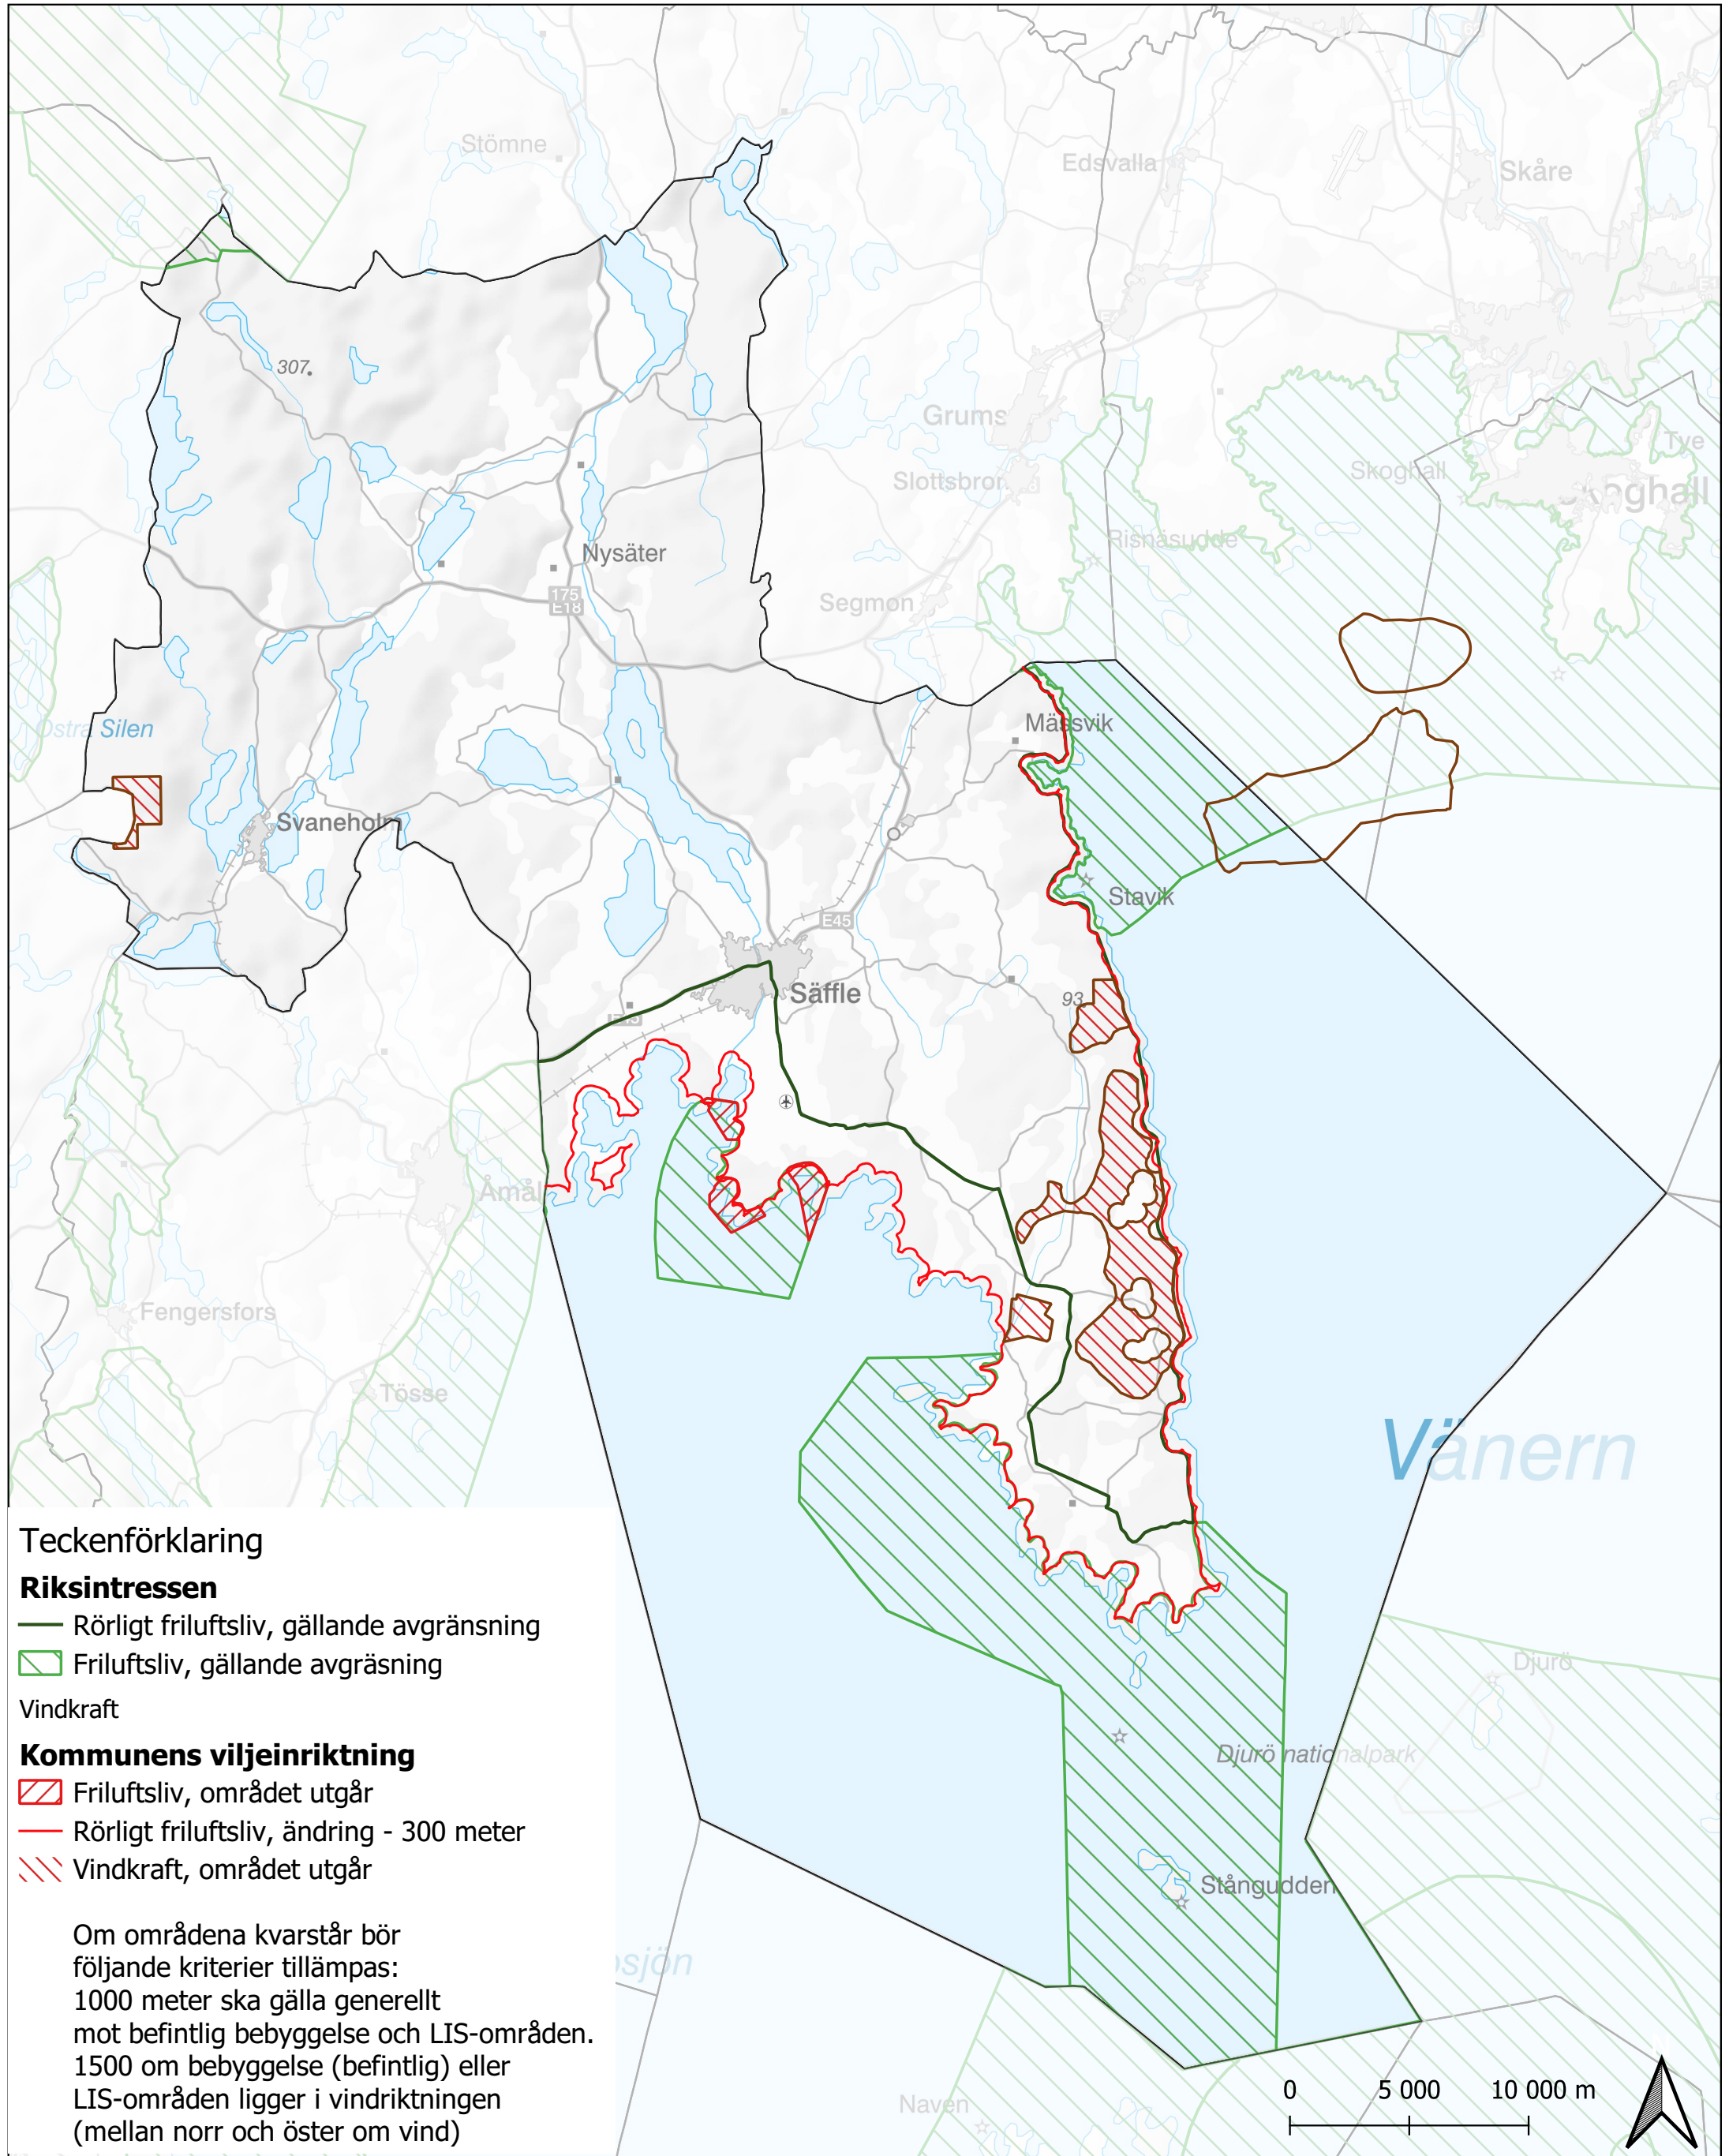 Stömne
Edsvalla
Skåre
307
Grums
Tye
Skoghall
Slottsbron
Skoghall
Risnäsudde
Nysäter
175
E18
Segmon
Östra Silen
Mässvik
Svaneholm
Stavik
E45
Säffle
93
Åmål
Fengersfors
Tösse
Vänern
Djurö
Djurö nationalpark
Stångudden
Naven
Teckenförklaring
Riksintressen
Rörligt friluftsliv, gällande avgränsning
Friluftsliv, gällande avgräsning
Vindkraft
Kommunens viljeinriktning
Friluftsliv, området utgår
Rörligt friluftsliv, ändring - 300 meter
Vindkraft, området utgår
Om områdena kvarstår bör
följande kriterier tillämpas:
1000 meter ska gälla generellt
mot befintlig bebyggelse och LIS-områden.
1500 om bebyggelse (befintlig) eller
LIS-områden ligger i vindriktningen
(mellan norr och öster om vind)
0 5 000 10 000 m